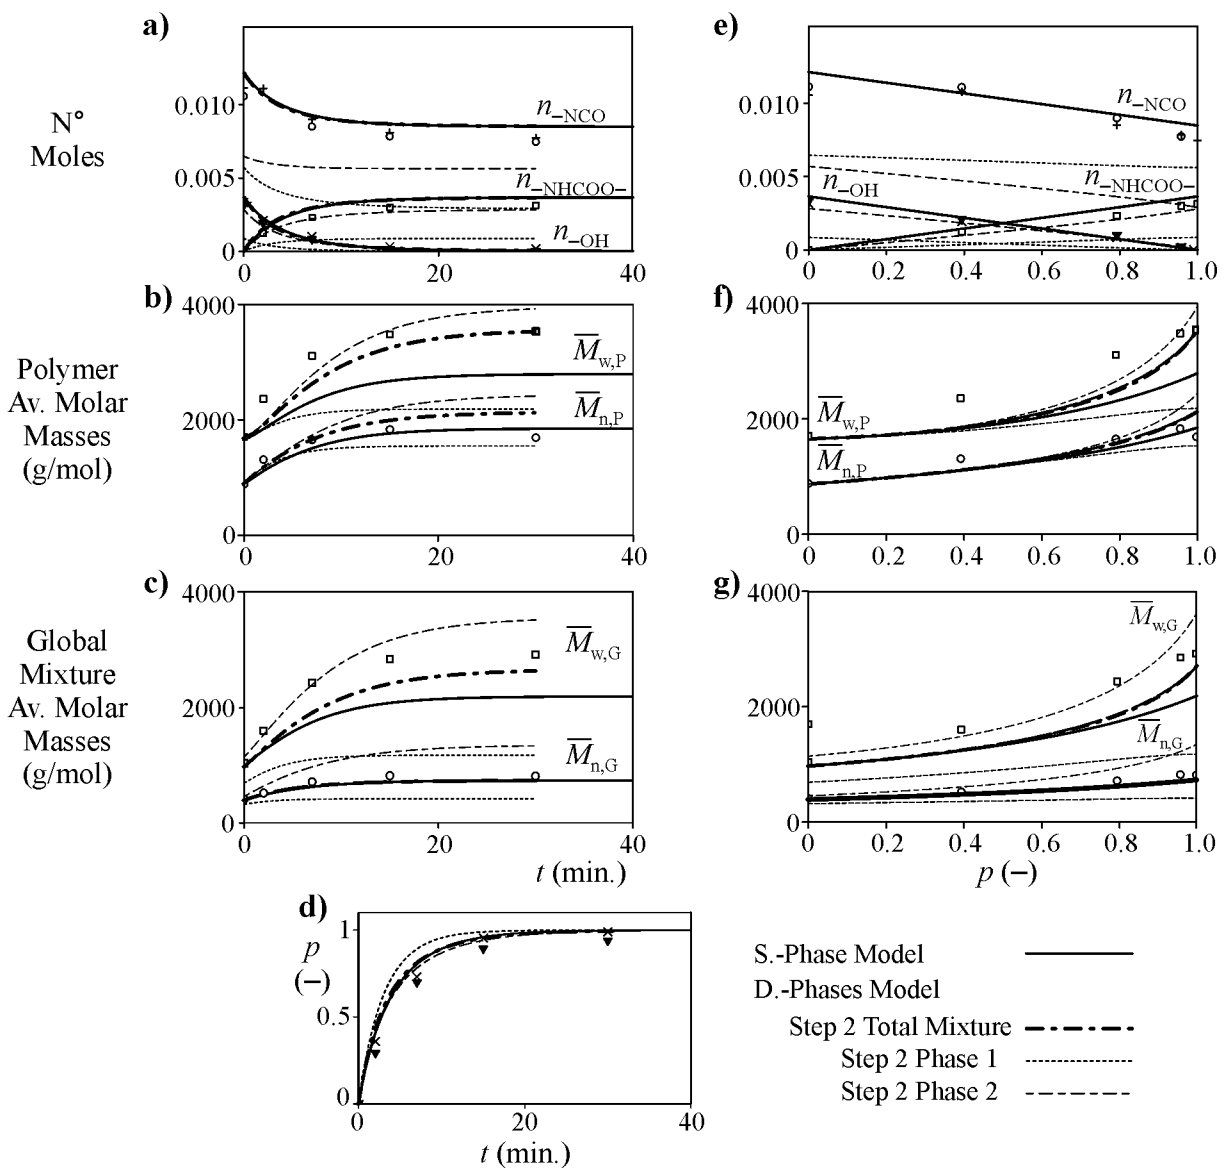 a)
N°
Moles
0.010
0.005
0
n–NCO
n–NHCOO–
n–OH
0
20
40
e)
0.010
0.005
0
n–NCO
n–OH
n–NHCOO–
0
0.2
0.4
0.6
0.8
1.0
b)
Polymer
Av. Molar
Masses
(g/mol)
4000
2000
0
M̅w,P
M̅n,P
0
20
40
f)
4000
2000
0
M̅w,P
M̅n,P
0
0.2
0.4
0.6
0.8
1.0
c)
Global
Mixture
Av. Molar
Masses
(g/mol)
4000
2000
0
M̅w,G
M̅n,G
0
20
40
t (min.)
g)
4000
2000
0
M̅w,G
M̅n,G
0
0.2
0.4
0.6
0.8
1.0
p (–)
d)
p
(–)
1
0.5
0
0
20
40
t (min.)
S.-Phase Model
D.-Phases Model
Step 2 Total Mixture
Step 2 Phase 1
Step 2 Phase 2